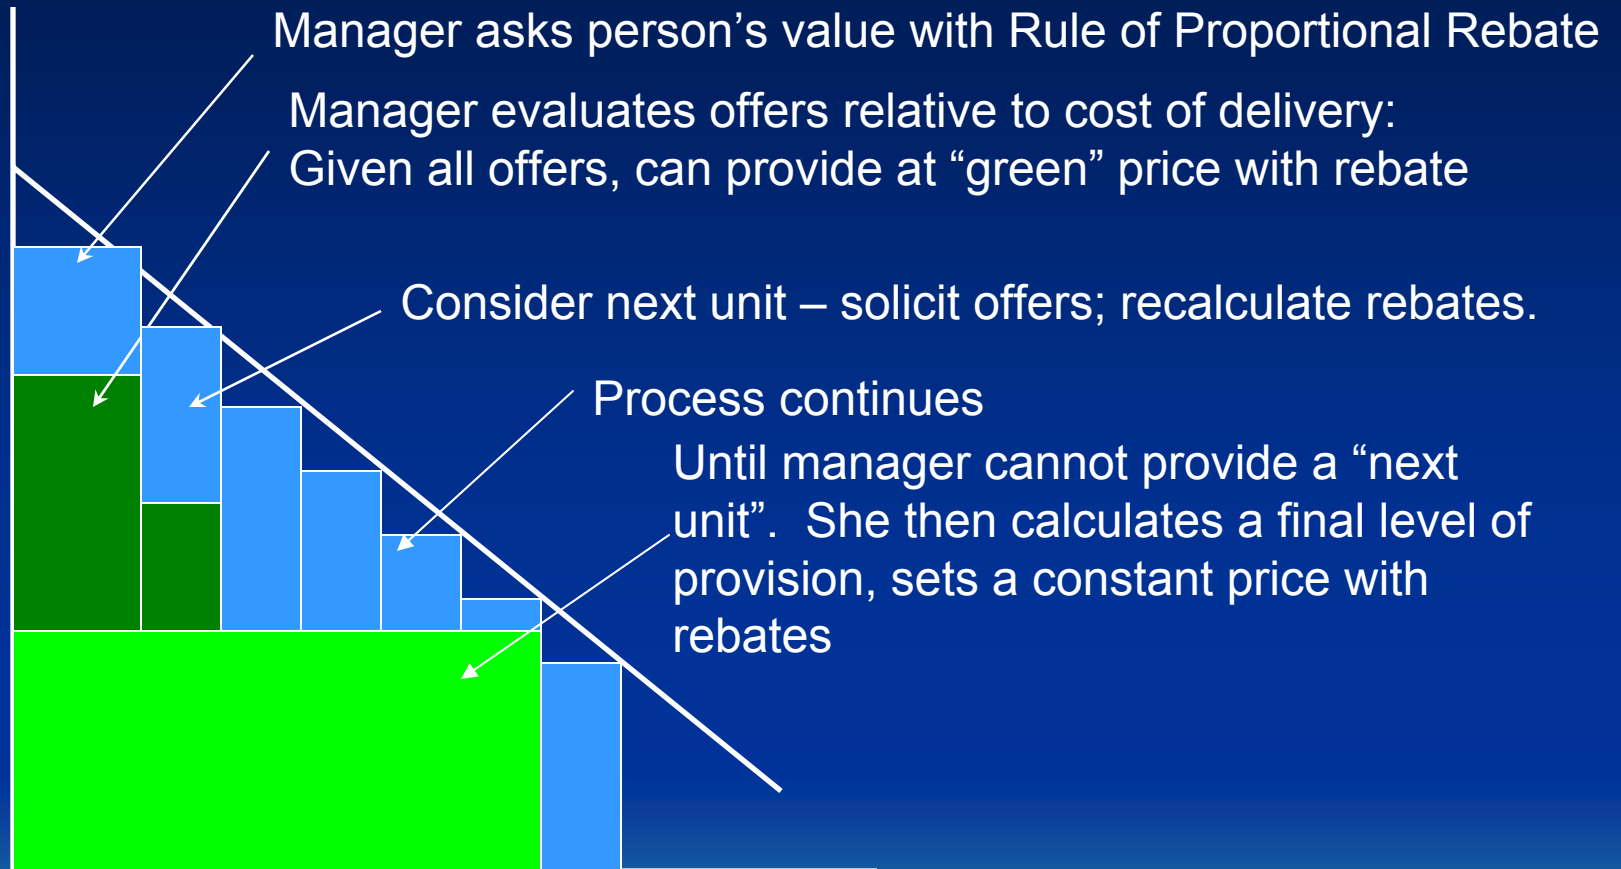 Manager asks person’s value with Rule of Proportional Rebate
Manager evaluates offers relative to cost of delivery:
Given all offers, can provide at “green” price with rebate
Consider next unit – solicit offers; recalculate rebates.
Process continues
Until manager cannot provide a “next
unit”.  She then calculates a final level of
provision, sets a constant price with
rebates